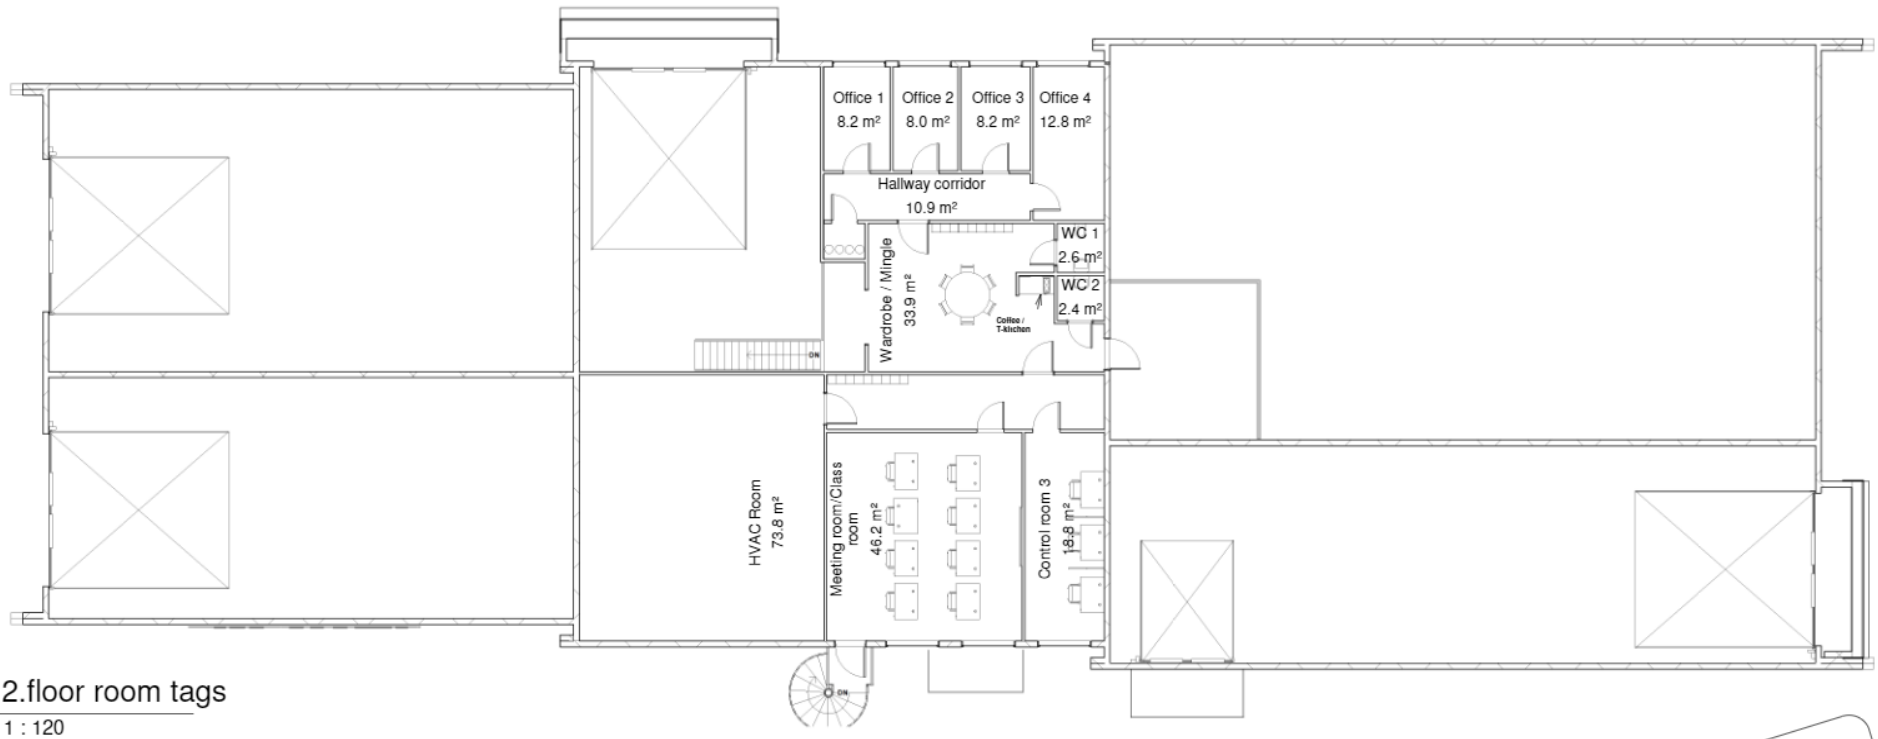 Office 1
8.2 m²
Office 2
8.0 m²
Office 3
8.2 m²
Office 4
12.8 m²
Hallway corridor
10.9 m²
WC 1
2.6 m²
WC 2
2.4 m²
Wardrobe / Mingle
33.9 m²
Coffee /
T-kitchen
DN
HVAC Room
73.8 m²
Meeting room/Class
room
46.2 m²
Control room 3
18.8 m²
DN
2.floor room tags
1 : 120